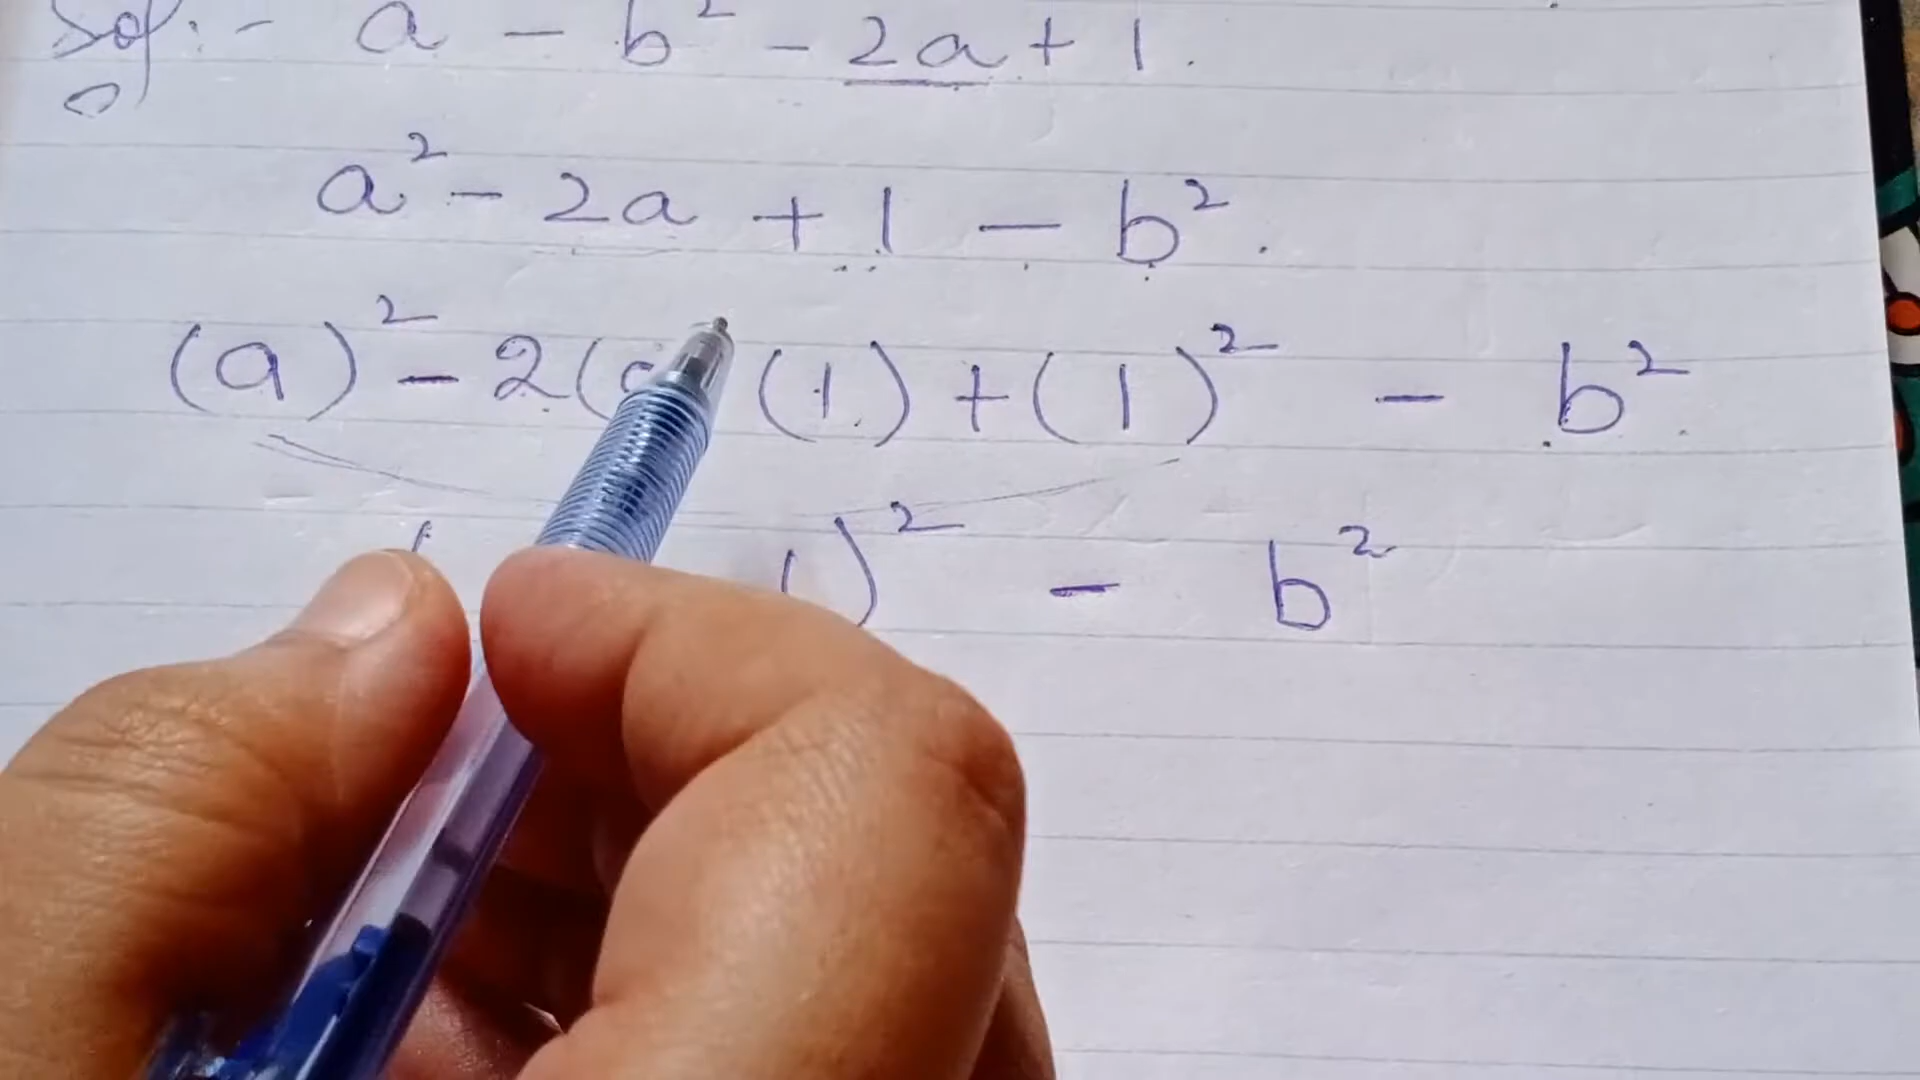 Sol:- a - b² - 2a + 1.
a² - 2a + 1 - b².
(a)² - 2( (1) + (1)² - b²
)² - b²